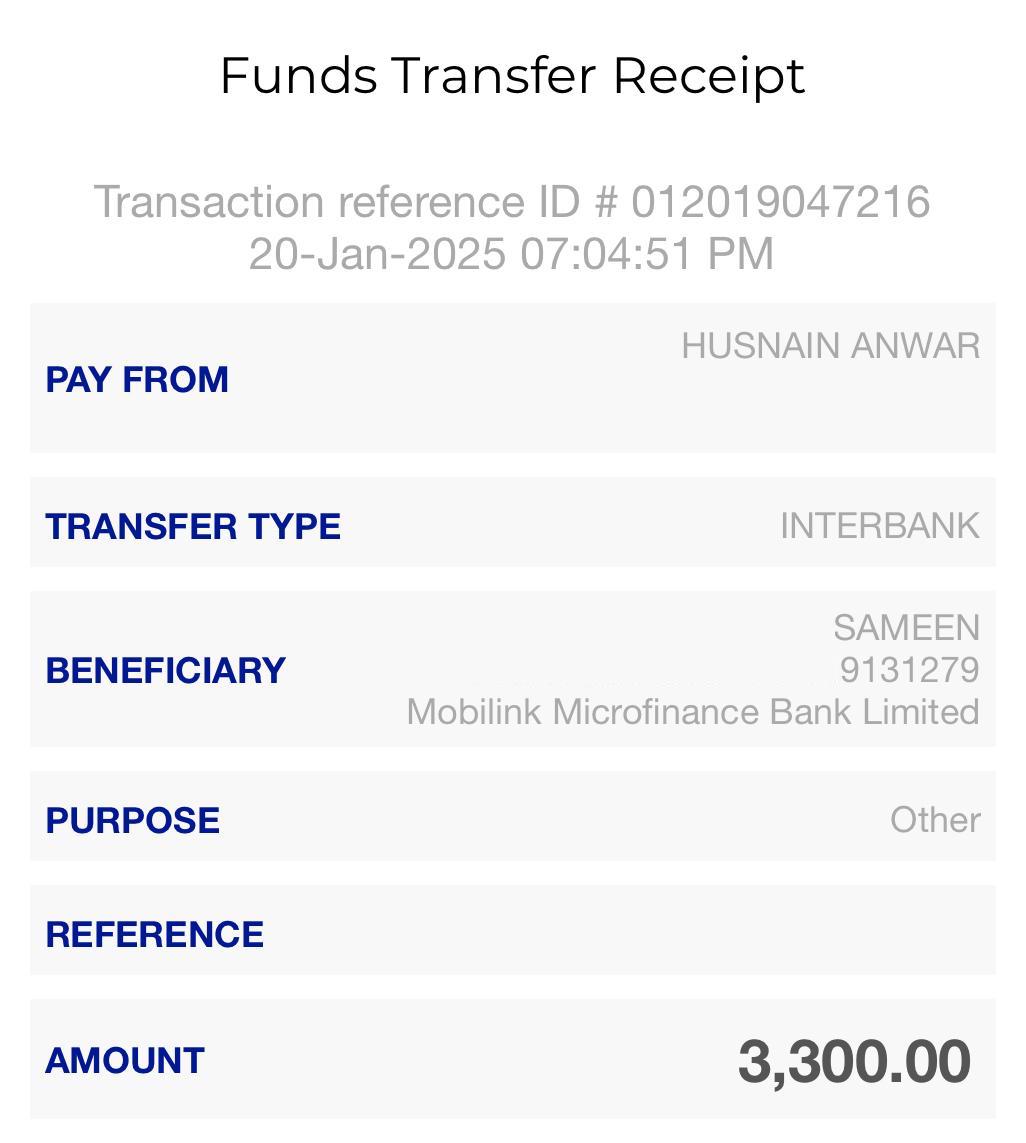 Funds Transfer Receipt
Transaction reference ID # 012019047216
20-Jan-2025 07:04:51 PM
PAY FROM
HUSNAIN ANWAR
TRANSFER TYPE
INTERBANK
BENEFICIARY
SAMEEN
9131279
Mobilink Microfinance Bank Limited
PURPOSE
Other
REFERENCE
AMOUNT
3,300.00